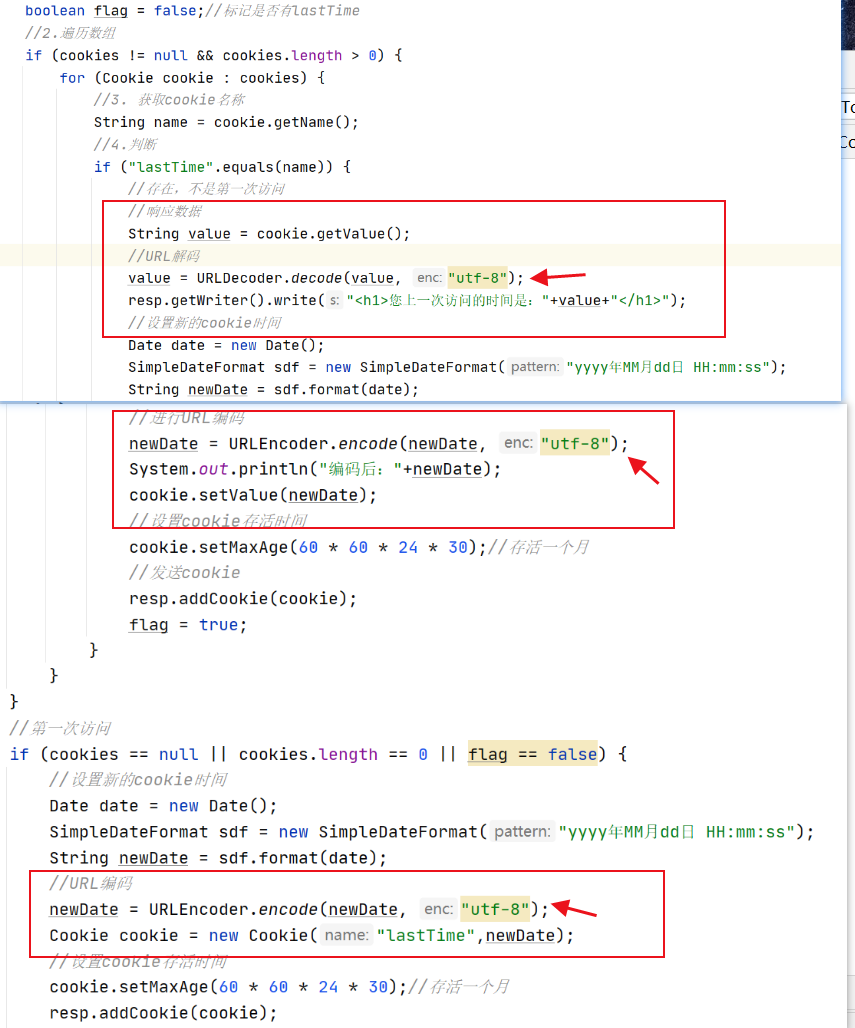 boolean flag = false;//标记是否有lastTime
//2.遍历数组
if (cookies != null && cookies.length > 0) {
for (Cookie cookie : cookies) {
//3. 获取cookie名称
String name = cookie.getName();
//4.判断
if ("lastTime".equals(name)) {
//存在，不是第一次访问
//响应数据
String value = cookie.getValue();
//URL解码
value = URLDecoder.decode(value, enc: "utf-8");
resp.getWriter().write( s: "<h1>您上一次访问的时间是："+value+"</h1>");
//设置新的cookie时间
Date date = new Date();
SimpleDateFormat sdf = new SimpleDateFormat( pattern: "yyyy年MM月dd日 HH:mm:ss");
String newDate = sdf.format(date);
//进行URL编码
newDate = URLEncoder.encode(newDate, enc: "utf-8");
System.out.println("编码后："+newDate);
cookie.setValue(newDate);
//设置cookie存活时间
cookie.setMaxAge(60 * 60 * 24 * 30);//存活一个月
//发送cookie
resp.addCookie(cookie);
flag = true;
}
}
}
//第一次访问
if (cookies == null || cookies.length == 0 || flag == false) {
//设置新的cookie时间
Date date = new Date();
SimpleDateFormat sdf = new SimpleDateFormat( pattern: "yyyy年MM月dd日 HH:mm:ss");
String newDate = sdf.format(date);
//URL编码
newDate = URLEncoder.encode(newDate, enc: "utf-8");
Cookie cookie = new Cookie( name: "lastTime",newDate);
//设置cookie存活时间
cookie.setMaxAge(60 * 60 * 24 * 30);//存活一个月
resp.addCookie(cookie);